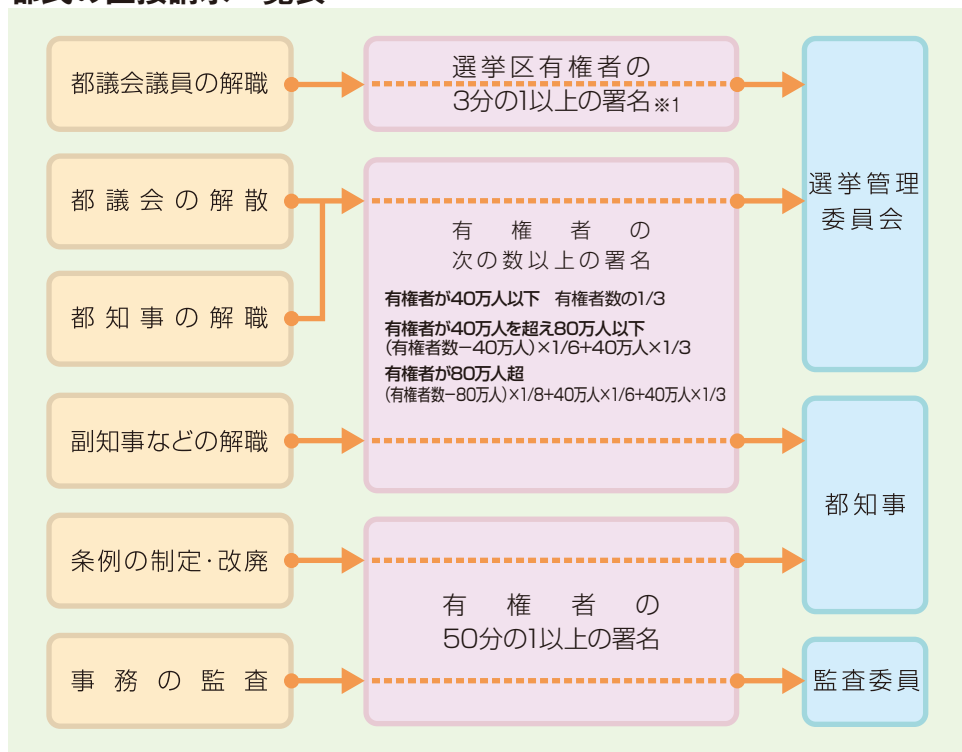 都議会議員の解職
選挙区有権者の
3分の1以上の署名※1
都議会の解散
都知事の解職
有権者の
次の数以上の署名
有権者が40万人以下 有権者数の1/3
有権者が40万人を超え80万人以下
(有権者数−40万人)×1/6+40万人×1/3
有権者が80万人超
(有権者数−80万人)×1/8+40万人×1/6+40万人×1/3
選挙管理
委員会
副知事などの解職
都知事
条例の制定・改廃
有権者の
50分の1以上の署名
事務の監査
監査委員